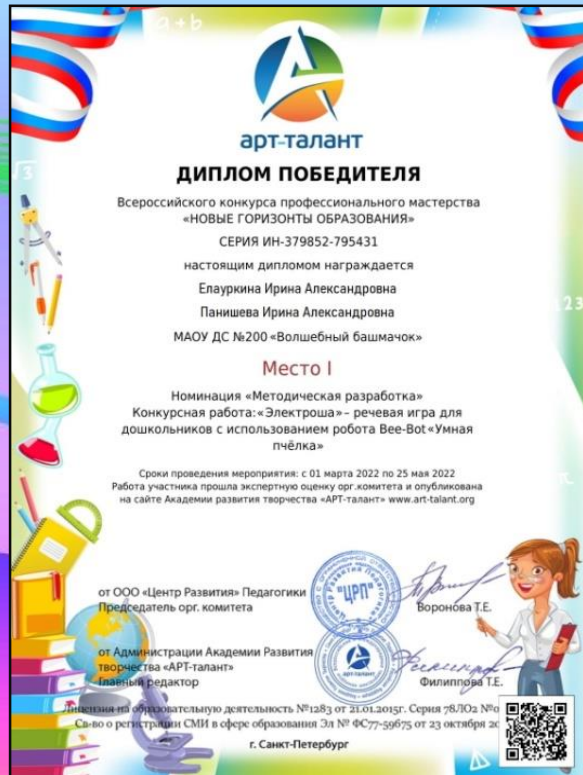 арт-талант
ДИПЛОМ ПОБЕДИТЕЛЯ
Всероссийского конкурса профессионального мастерства
«НОВЫЕ ГОРИЗОНТЫ ОБРАЗОВАНИЯ»
СЕРИЯ ИН-379852-795431
настоящим дипломом награждается
Елауркина Ирина Александровна
Панишева Ирина Александровна
МАОУ ДС №200 «Волшебный башмачок»
Место I
Номинация «Методическая разработка»
Конкурсная работа: «Электроша» – речевая игра для
дошкольников с использованием робота Bee-Bot «Умная
пчёлка»
Сроки проведения мероприятия: с 01 марта 2022 по 25 мая 2022
Работа участника прошла экспертную оценку орг.комитета и опубликована
на сайте Академии развития творчества «АРТ-талант» www.art-talant.org
от ООО «Центр Развития» Педагогики
Председатель орг. комитета
Воронова Т.Е.
"ЦРП"
от Администрации Академии Развития
творчества «АРТ-талант»
Главный редактор
Филиппова Т.Е.
Лицензия на образовательную деятельность №1283 от 21.01.2015г. Серия 78ЛО2
Св-во о регистрации СМИ в сфере образования Эл № ФС77-59675 от 23 октября
г. Санкт-Петербург